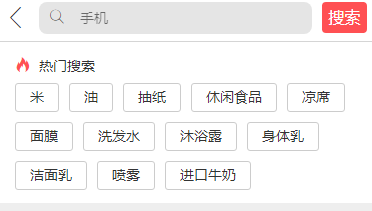 手机 搜索
热门搜索
米 油 抽纸 休闲食品 凉席
面膜 洗发水 沐浴露 身体乳
洁面乳 喷雾 进口牛奶